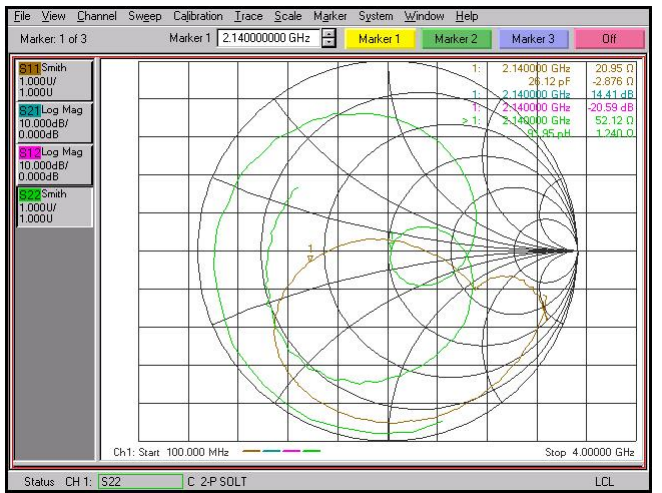 File View Channel Sweep Calibration Trace Scale Marker System Window Help
Marker: 1 of 3 Marker 1 2.140000000 GHz Marker 1 Marker 2 Marker 3 Off
S11 Smith
1.000U/
1.000U
S21 Log Mag
10.000dB/
0.000dB
S12 Log Mag
10.000dB/
0.000dB
S22 Smith
1.000U/
1.000U
1: 2.140000 GHz 20.95 Ω
26.12 pF -2.876 Ω
1: 2.140000 GHz 14.41 dB
1: 2.140000 GHz -20.59 dB
> 1: 2.140000 GHz 52.12 Ω
pH 1.240 Ω
1
Ch1: Start 100.000 MHz Stop 4.00000 GHz
Status CH 1: S22 C 2-P SOLT LCL